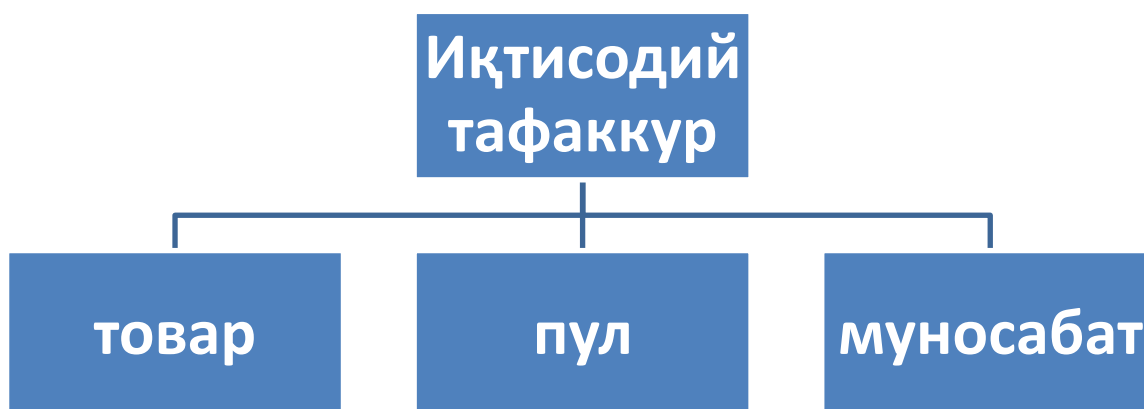 Иқтисодий
тафаккур
товар
пул
муносабат